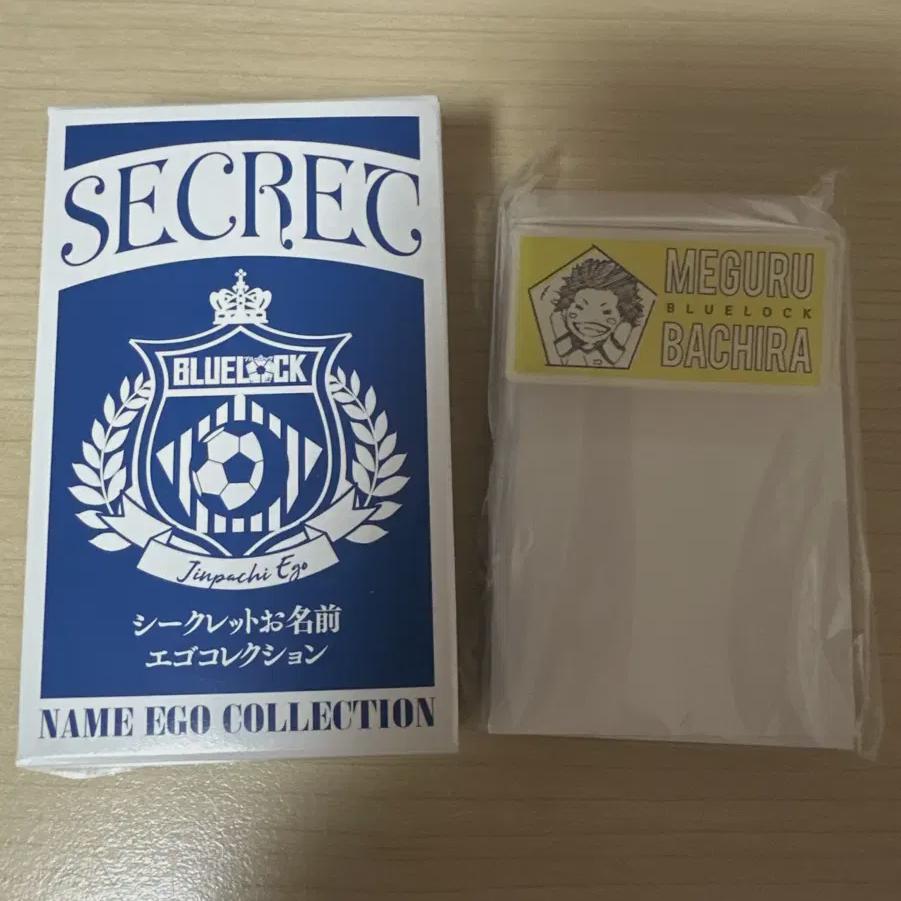 SECRET
BLUELOCK
Jinpachi Ego
シークレットお名前
エゴコレクション
NAME EGO COLLECTION
MEGURU
BLUELOCK
BACHIRA